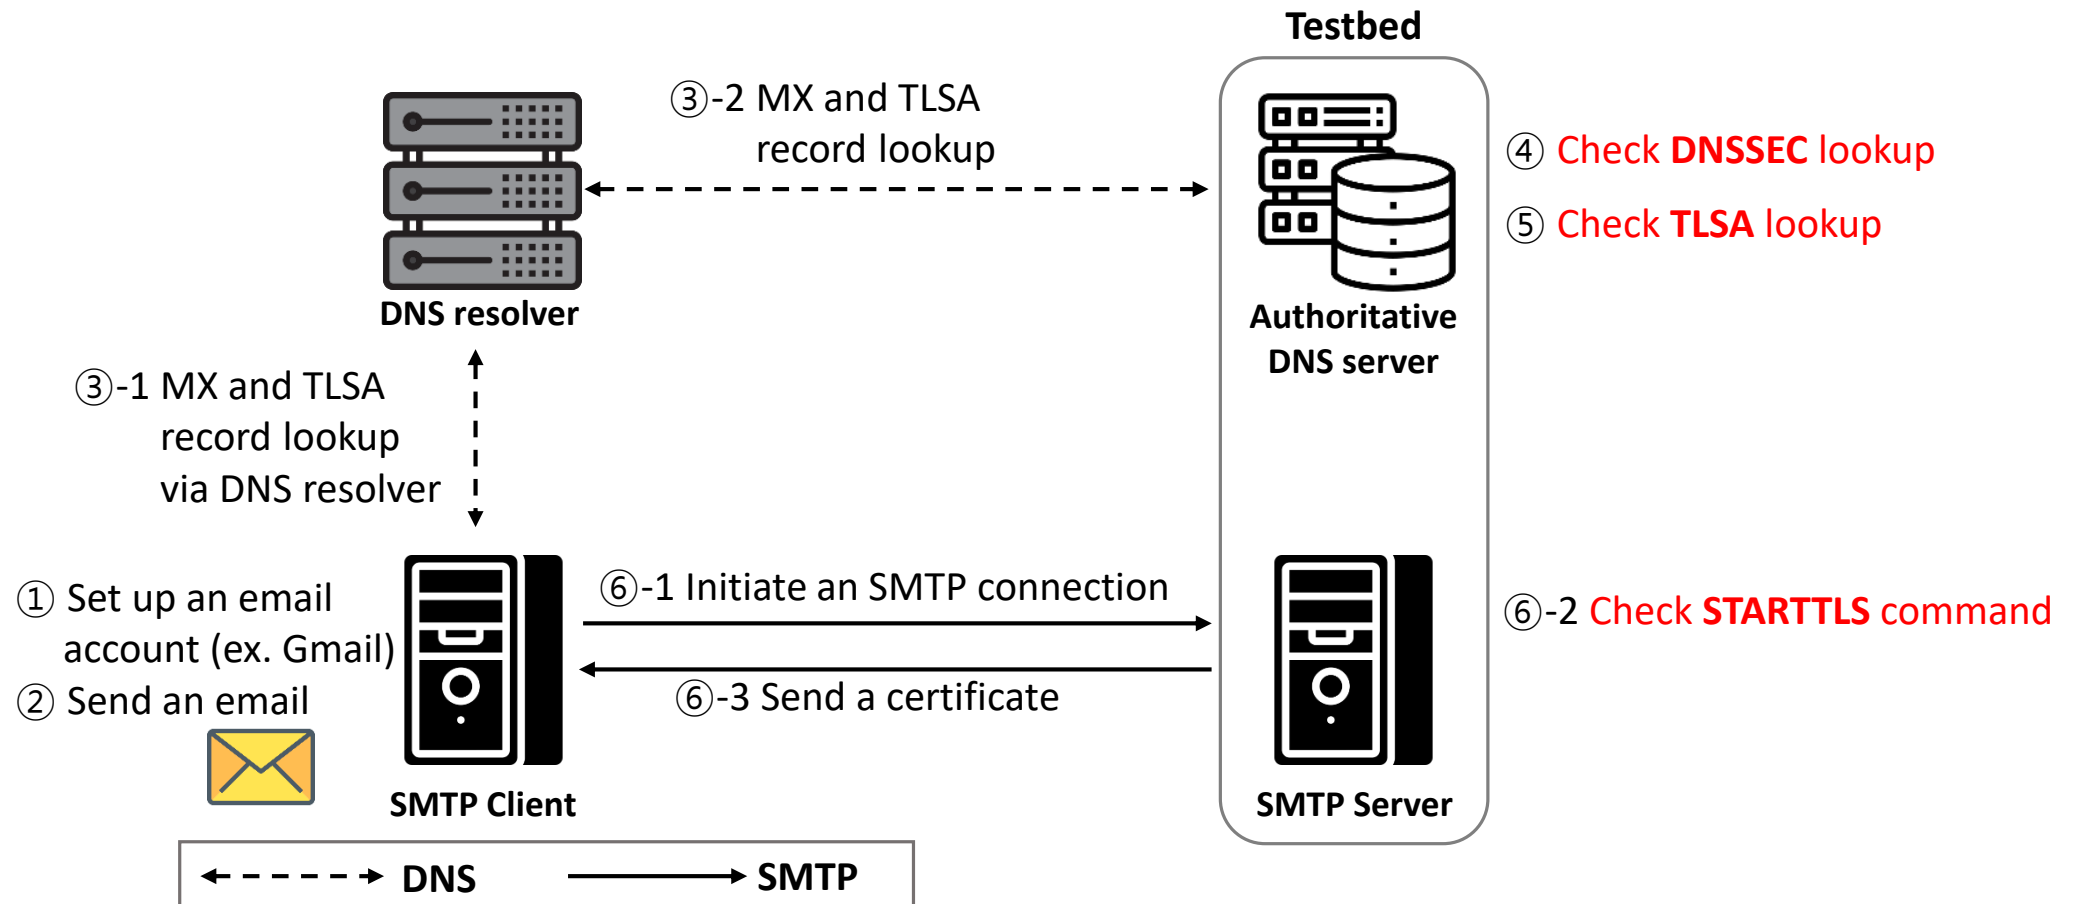 Testbed
③-2 MX and TLSA
record lookup
④ Check DNSSEC lookup
⑤ Check TLSA lookup
DNS resolver
Authoritative
DNS server
③-1 MX and TLSA
record lookup
via DNS resolver
① Set up an email
account (ex. Gmail)
② Send an email
⑥-1 Initiate an SMTP connection
⑥-2 Check STARTTLS command
⑥-3 Send a certificate
SMTP Client
SMTP Server
DNS
SMTP